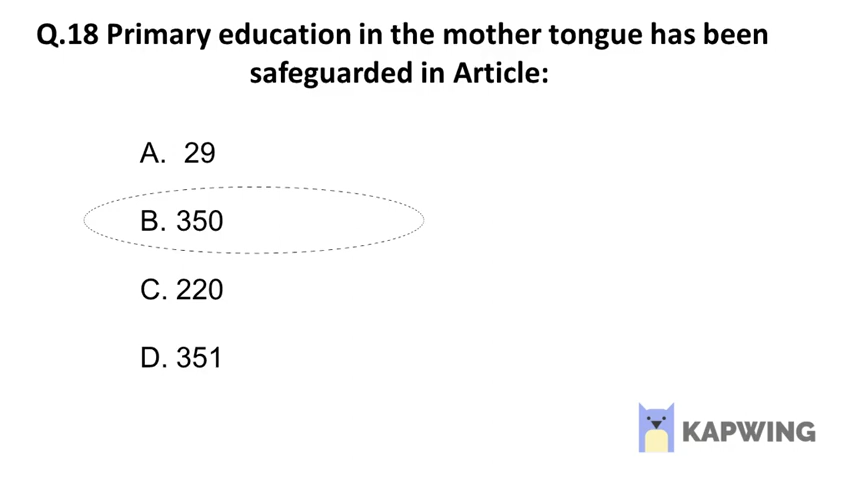 Q.18 Primary education in the mother tongue has been
safeguarded in Article:
A. 29
B. 350
C. 220
D. 351
KAPWING